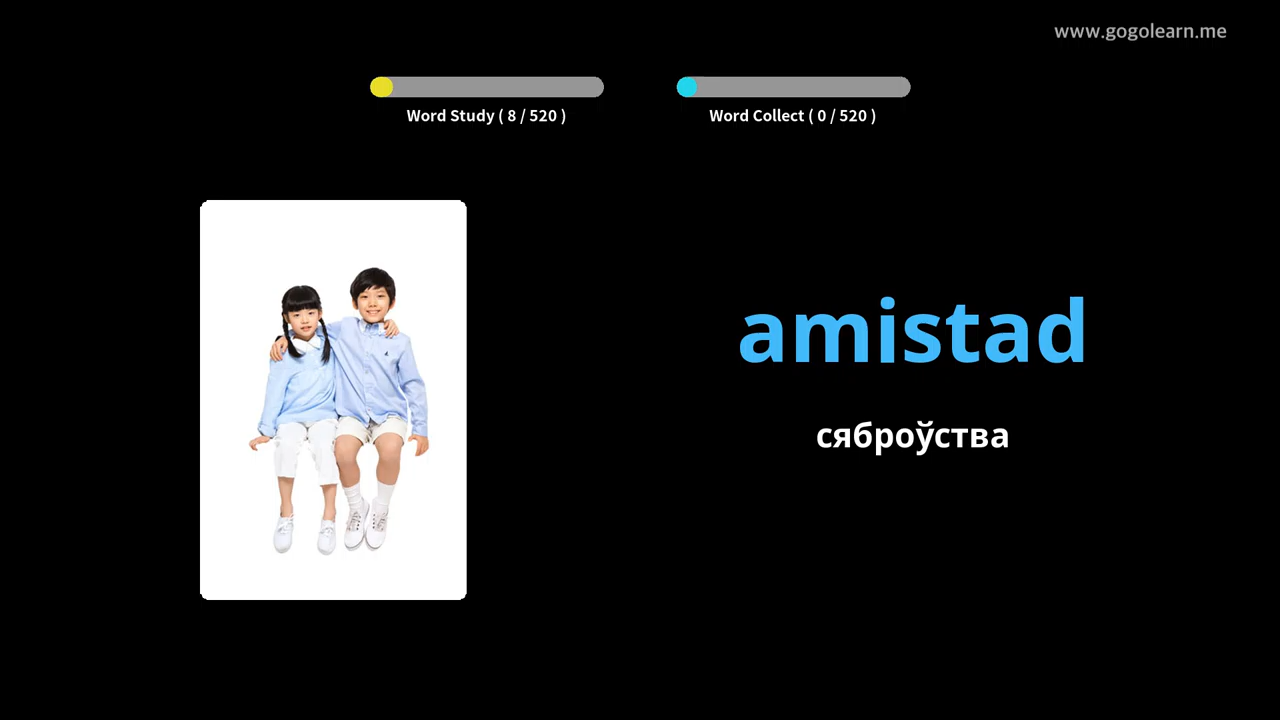 www.gogolearn.me
Word Study ( 8 / 520 )
Word Collect ( 0 / 520 )
amistad
сяброўства